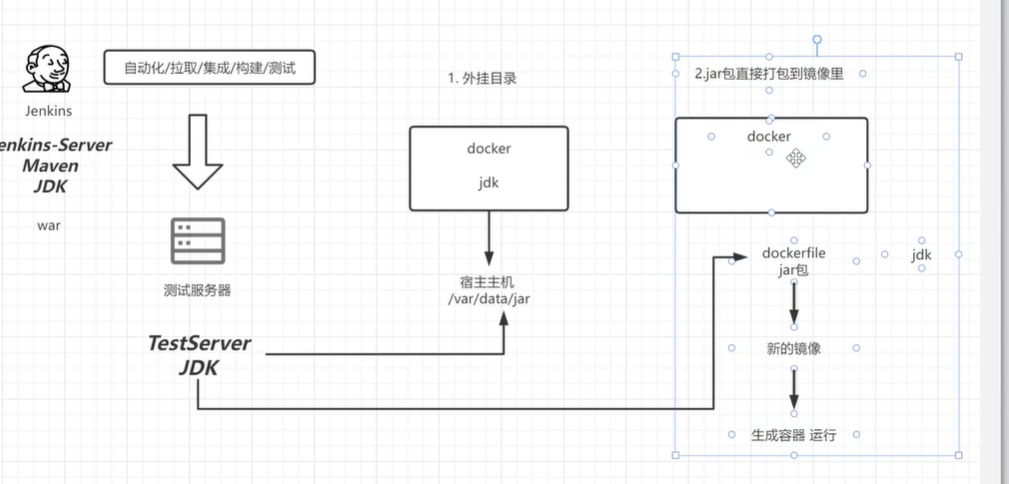 自动化/拉取/集成/构建/测试
Jenkins
enkins-Server
Maven
JDK
war
测试服务器
TestServer
JDK
1. 外挂目录
docker
jdk
宿主主机
/var/data/jar
2.jar包直接打包到镜像里
docker
dockerfile
jar包
jdk
新的镜像
生成容器 运行